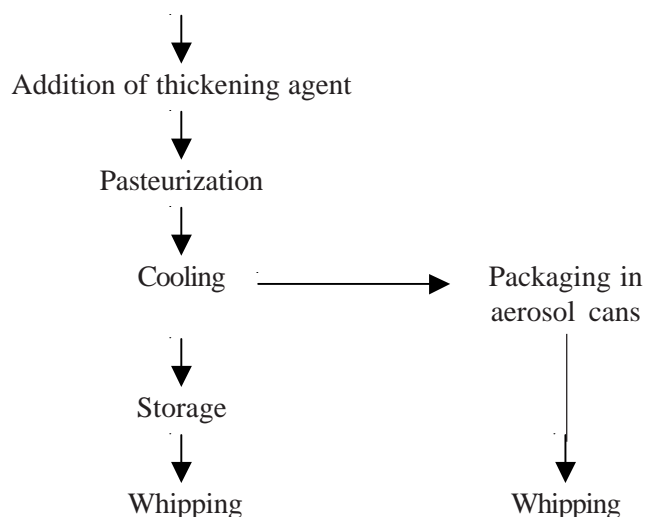 Addition of thickening agent
Pasteurization
Cooling
Packaging in
aerosol cans
Storage
Whipping
Whipping